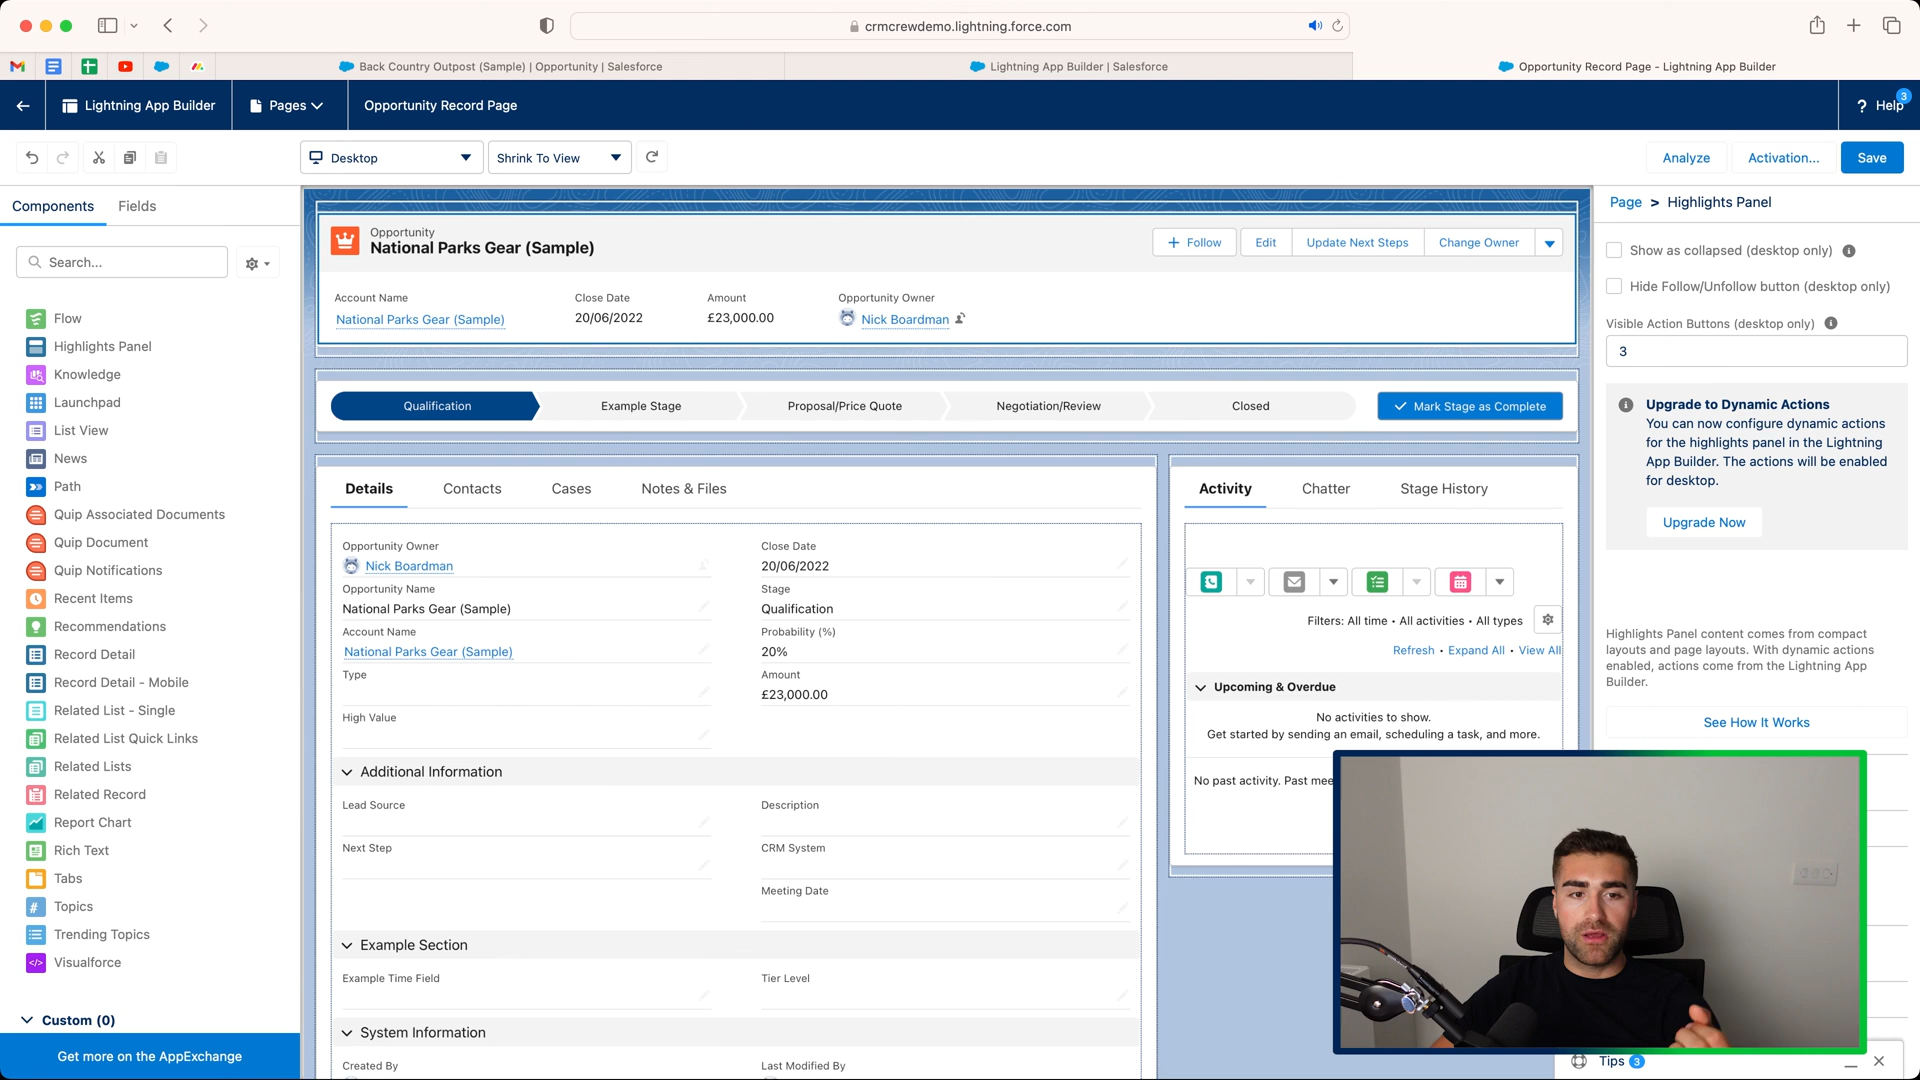 crmcrewdemo.lightning.force.com
Back Country Outpost (Sample) | Opportunity | Salesforce
Lightning App Builder | Salesforce
Opportunity Record Page - Lightning App Builder
Lightning App Builder
Pages
Opportunity Record Page
? Help
3
Desktop
Shrink To View
Analyze
Activation...
Save
Components
Fields
Search...
Flow
Highlights Panel
Knowledge
Launchpad
List View
News
Path
Quip Associated Documents
Quip Document
Quip Notifications
Recent Items
Recommendations
Record Detail
Record Detail - Mobile
Related List - Single
Related List Quick Links
Related Lists
Related Record
Report Chart
Rich Text
Tabs
# Topics
Trending Topics
</> Visualforce
Custom (0)
Get more on the AppExchange
Opportunity
National Parks Gear (Sample)
+ Follow
Edit
Update Next Steps
Change Owner
Account Name
Close Date
Amount
Opportunity Owner
National Parks Gear (Sample)
20/06/2022
£23,000.00
Nick Boardman
Qualification
Example Stage
Proposal/Price Quote
Negotiation/Review
Closed
Mark Stage as Complete
Details
Contacts
Cases
Notes & Files
Opportunity Owner
Nick Boardman
Close Date
20/06/2022
Opportunity Name
National Parks Gear (Sample)
Stage
Qualification
Account Name
National Parks Gear (Sample)
Probability (%)
20%
Type
Amount
£23,000.00
High Value
Additional Information
Lead Source
Description
Next Step
CRM System
Meeting Date
Example Section
Example Time Field
Tier Level
System Information
Created By
Last Modified By
Activity
Chatter
Stage History
Filters: All time • All activities • All types
Refresh • Expand All • View All
Upcoming & Overdue
No activities to show.
Get started by sending an email, scheduling a task, and more.
No past activity. Past mee
Page > Highlights Panel
Show as collapsed (desktop only)
Hide Follow/Unfollow button (desktop only)
Visible Action Buttons (desktop only)
3
Upgrade to Dynamic Actions
You can now configure dynamic actions
for the highlights panel in the Lightning
App Builder. The actions will be enabled
for desktop.
Upgrade Now
Highlights Panel content comes from compact
layouts and page layouts. With dynamic actions
enabled, actions come from the Lightning App
Builder.
See How It Works
Tips 3